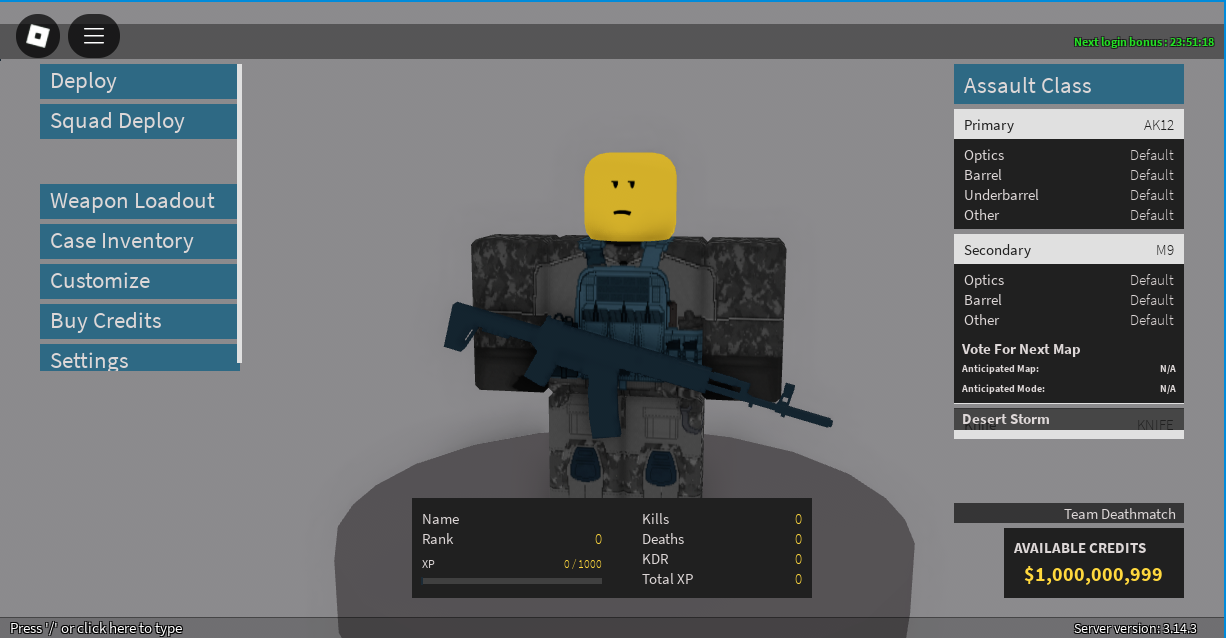 Next login bonus : 23:51:18
Deploy
Squad Deploy
Weapon Loadout
Case Inventory
Customize
Buy Credits
Settings
Assault Class
Primary AK12
Optics Default
Barrel Default
Underbarrel Default
Other Default
Secondary M9
Optics Default
Barrel Default
Other Default
Vote For Next Map
Anticipated Map: N/A
Anticipated Mode: N/A
Desert Storm
KNIFE
Team Deathmatch
AVAILABLE CREDITS
$1,000,000,999
Name
Rank 0
XP 0 / 1000
Kills 0
Deaths 0
KDR 0
Total XP 0
Press '/' or click here to type
Server version: 3.14.3